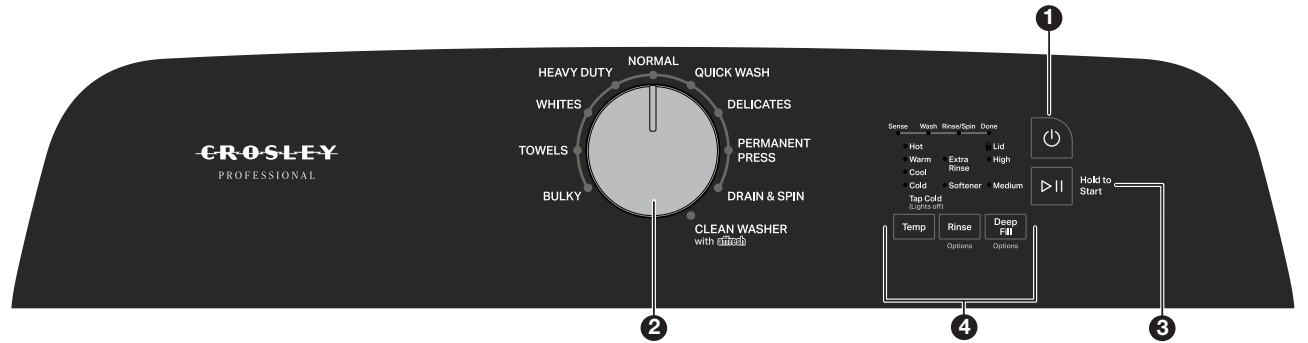 1
CROSLEY
PROFESSIONAL
NORMAL
HEAVY DUTY
QUICK WASH
WHITES
DELICATES
TOWELS
PERMANENT
PRESS
BULKY
DRAIN & SPIN
CLEAN WASHER
with affresh
Sense Wash Rinse/Spin Done
Hot Lid
Warm Extra High
Rinse
Cool
Cold Softener Medium
Tap Cold
(Lights off)
Hold to
Start
Temp
Rinse
Options
Deep
Fill
Options
2
4
3